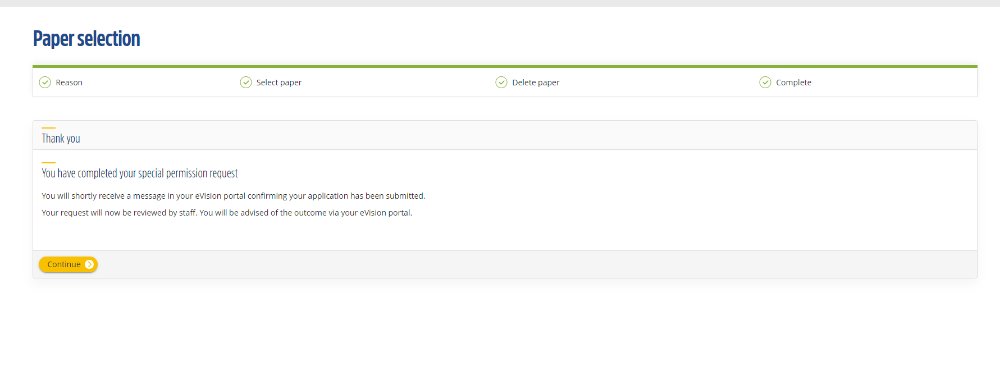 Paper selection
Reason
Select paper
Delete paper
Complete
Thank you
You have completed your special permission request
You will shortly receive a message in your eVision portal confirming your application has been submitted.
Your request will now be reviewed by staff. You will be advised of the outcome via your eVision portal.
Continue